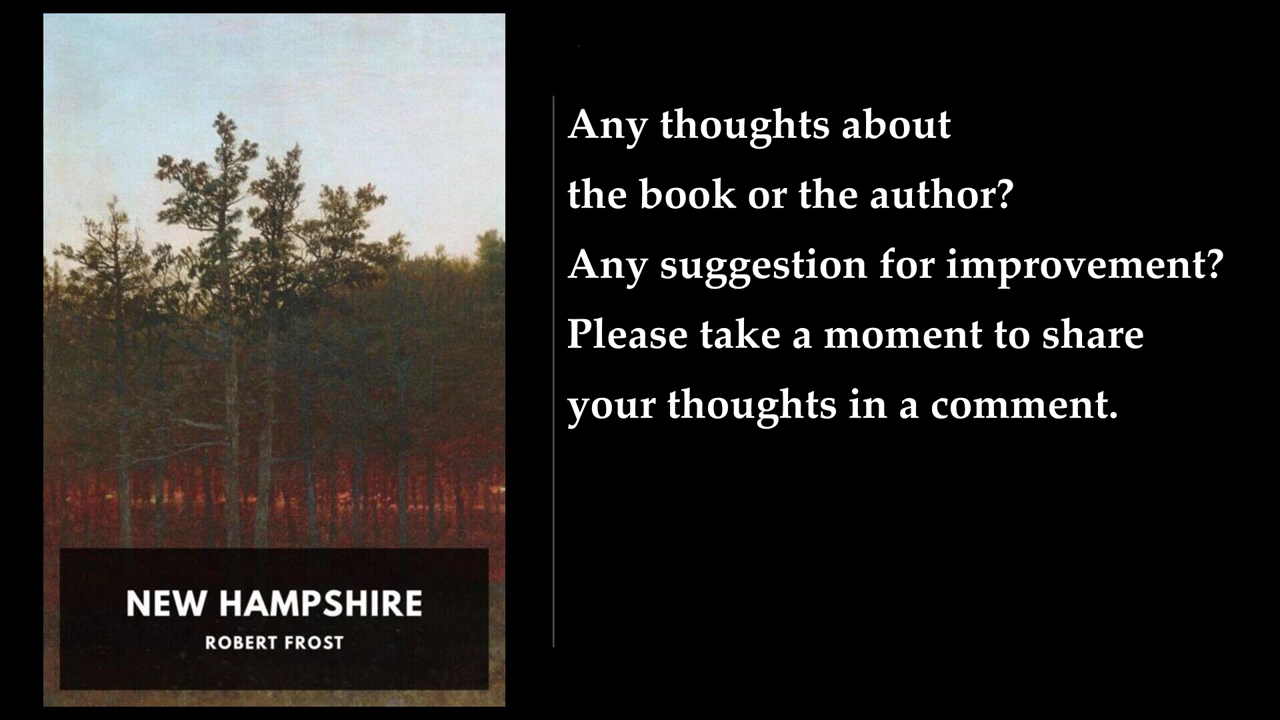 NEW HAMPSHIRE
ROBERT FROST
Any thoughts about
the book or the author?
Any suggestion for improvement?
Please take a moment to share
your thoughts in a comment.